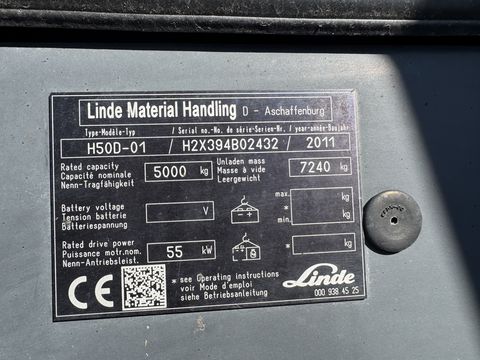 Linde Material Handling D - Aschaffenburg
Type-Modèle-Typ / Serial no.-No. de série-Serien-Nr. / year-année-Baujahr
H50D-01 / H2X394B02432 / 2011
Rated capacity
Capacité nominale
Nenn-Tragfähigkeit
5000 kg
Unladen mass
Masse à vide
Leergewicht
7240 kg
Battery voltage
Tension batterie
Batteriespannung
V
max. kg
*
min. kg
Rated drive power
Puissance motr.nom.
Nenn-Antriebsleist.
55 kW
* kg
CE
* see Operating instructions
voir Mode d'emploi
siehe Betriebsanleitung
Linde
000 938 45 25